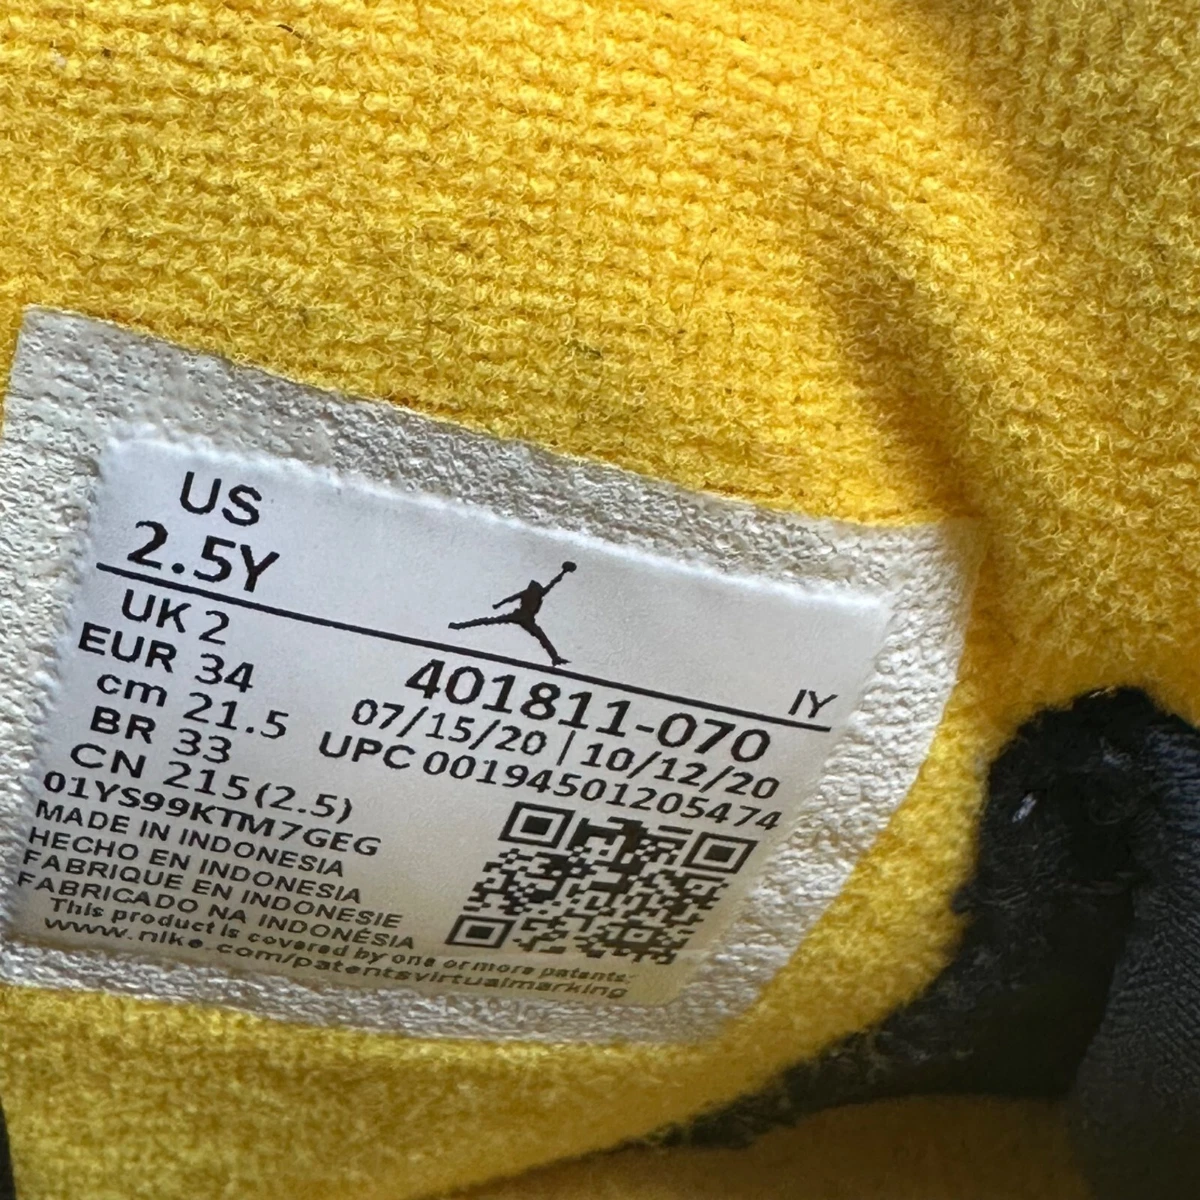 US
2.5Y
UK 2
EUR 34
cm 21.5
BR 33
CN 215(2.5)
IY
401811-070
07/15/20 | 10/12/20
UPC 00194501205474
01YS99KTM7GEG
MADE IN INDONESIA
HECHO EN INDONESIA
FABRIQUE EN INDONESIE
FABRICADO NA INDONÉSIA
This product is covered by one or more patents:
www.nike.com/patentsvirtualmarking